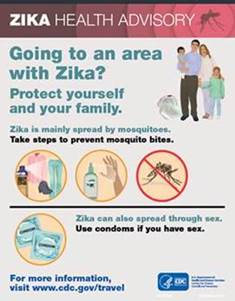 ZIKA HEALTH ADVISORY
Going to an area
with Zika?
Protect yourself
and your family.
Zika is mainly spread by mosquitoes.
Take steps to prevent mosquito bites.
Zika can also spread through sex.
Use condoms if you have sex.
For more information,
visit www.cdc.gov/travel
CDC